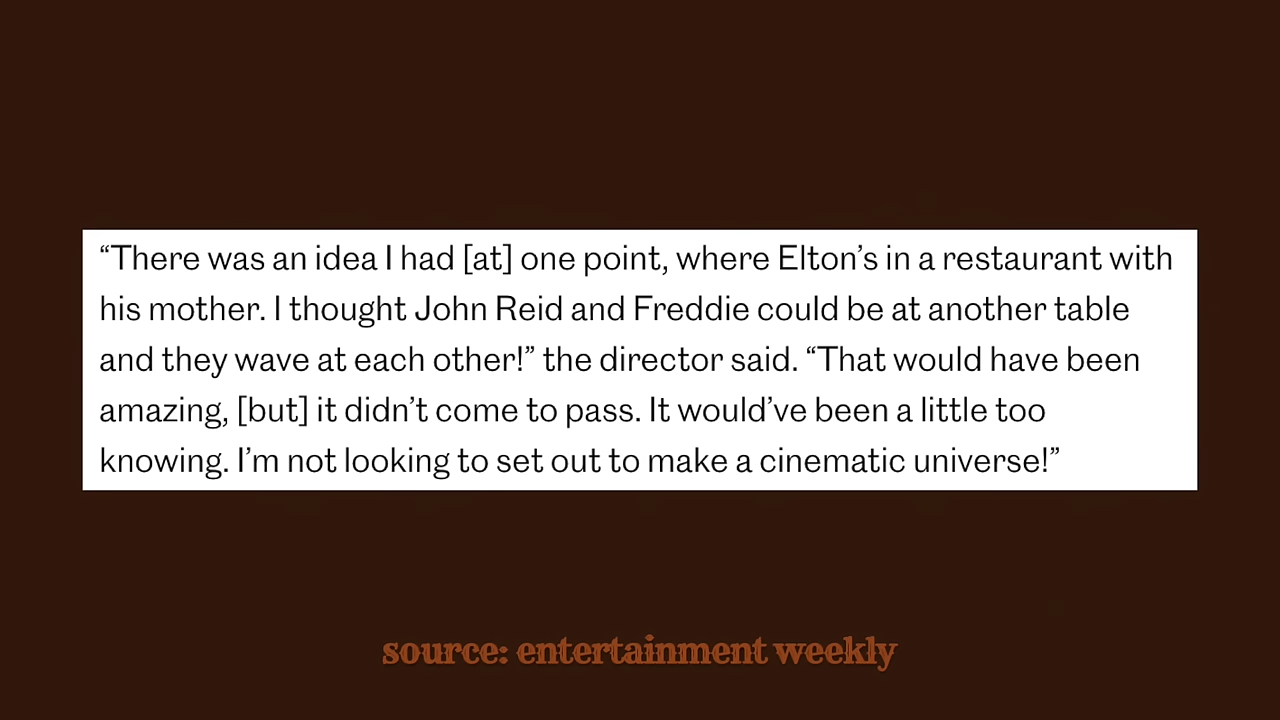 “There was an idea I had [at] one point, where Elton’s in a restaurant with
his mother. I thought John Reid and Freddie could be at another table
and they wave at each other!” the director said. “That would have been
amazing, [but] it didn’t come to pass. It would’ve been a little too
knowing. I’m not looking to set out to make a cinematic universe!”
source: entertainment weekly